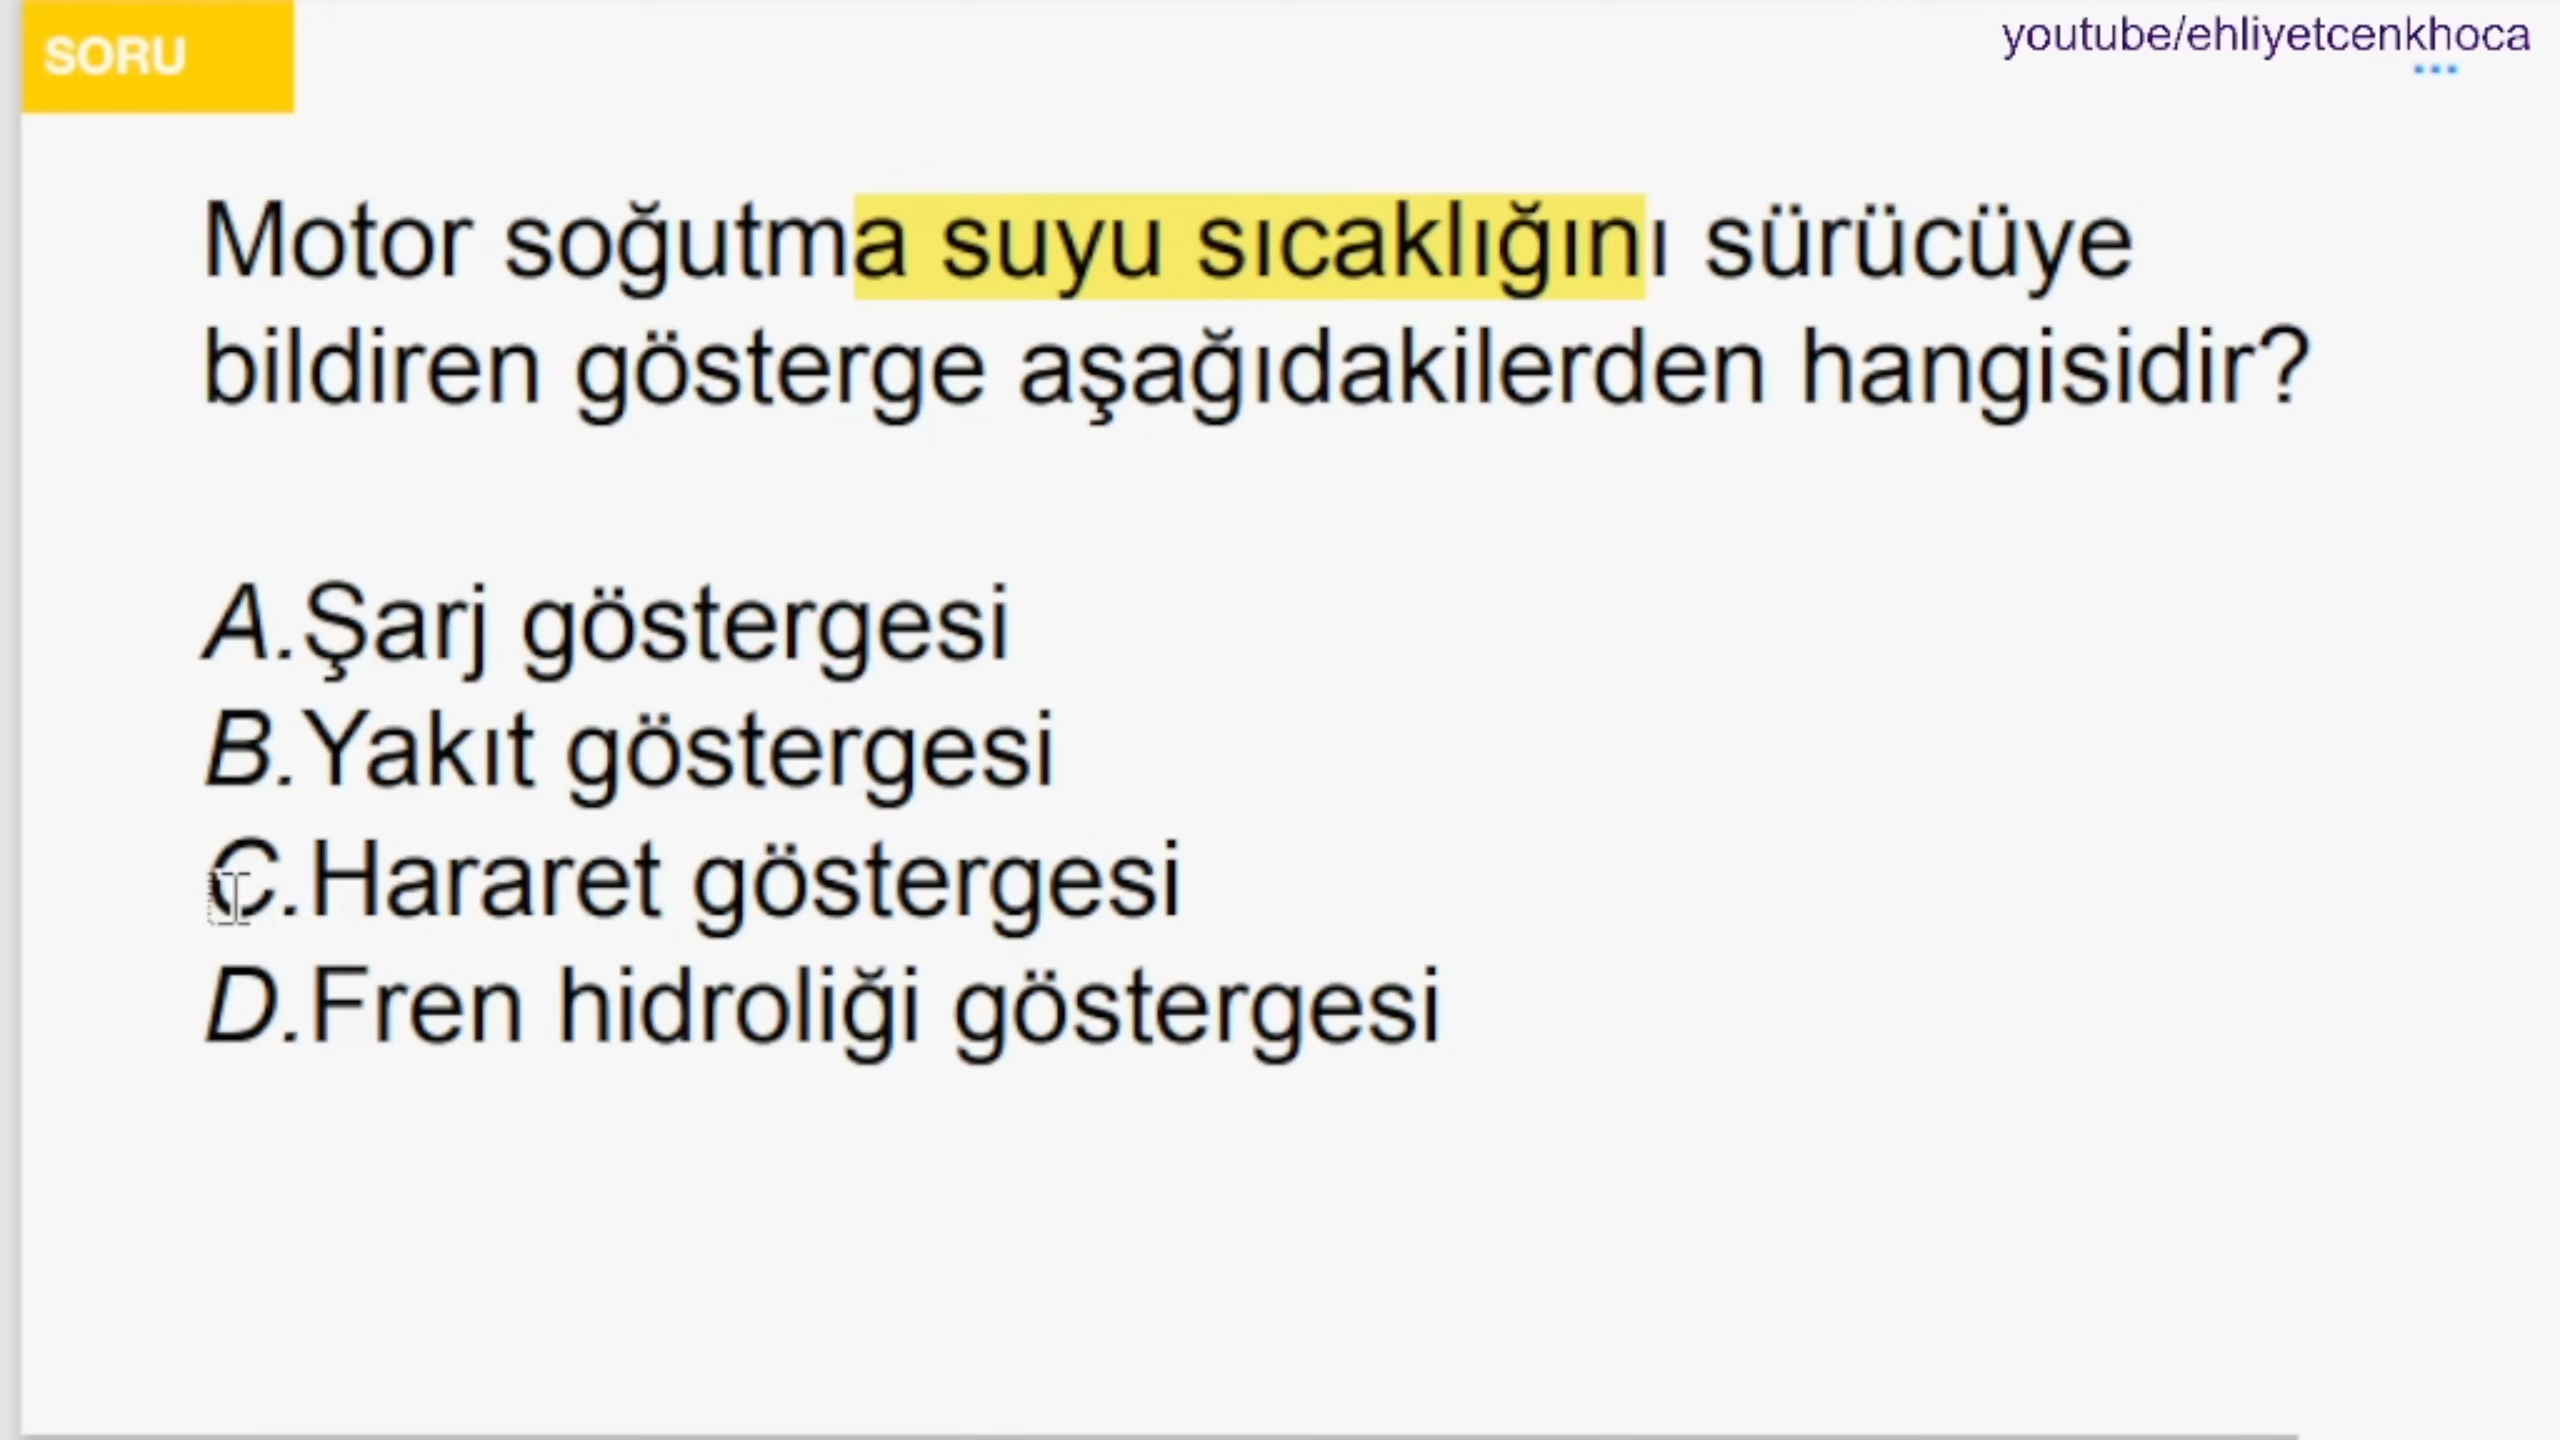 SORU
youtube/ehliyetcenkhoca
Motor soğutma suyu sıcaklığını sürücüye
bildiren gösterge aşağıdakilerden hangisidir?
A.Şarj göstergesi
B.Yakıt göstergesi
C.Hararet göstergesi
D.Fren hidroliği göstergesi